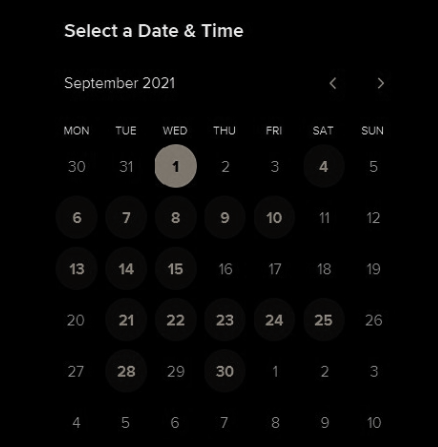 Select a Date & Time
September 2021
MON TUE WED THU FRI SAT SUN
30 31 1 2 3 4 5
6 7 8 9 10 11 12
13 14 15 16 17 18 19
20 21 22 23 24 25 26
27 28 29 30 1 2 3
4 5 6 7 8 9 10